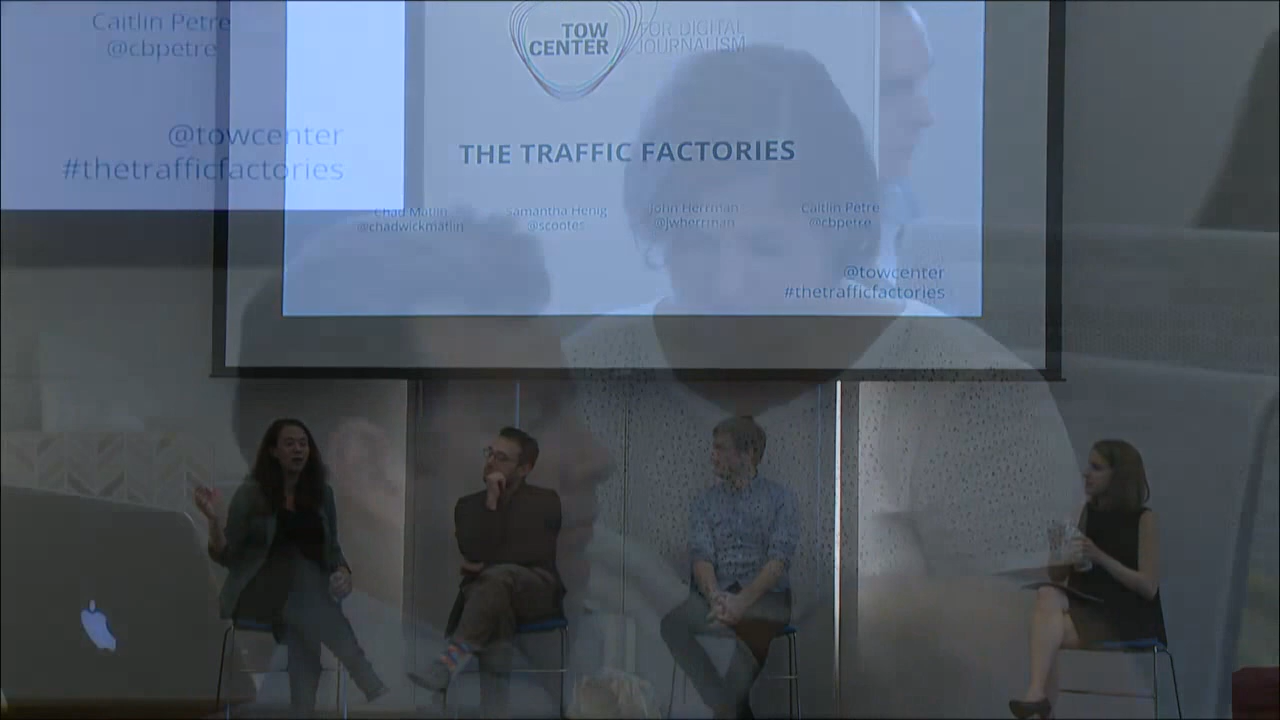 Caitlin Petre
@cbpetre
@towcenter
#thetrafficfactories
TOW
CENTER
FOR DIGITAL
JOURNALISM
THE TRAFFIC FACTORIES
Chad Matlin
@chadwickmatlin
Samantha Henig
@scootes
John Herrman
@jwherrman
Caitlin Petre
@cbpetre
@towcenter
#thetrafficfactories